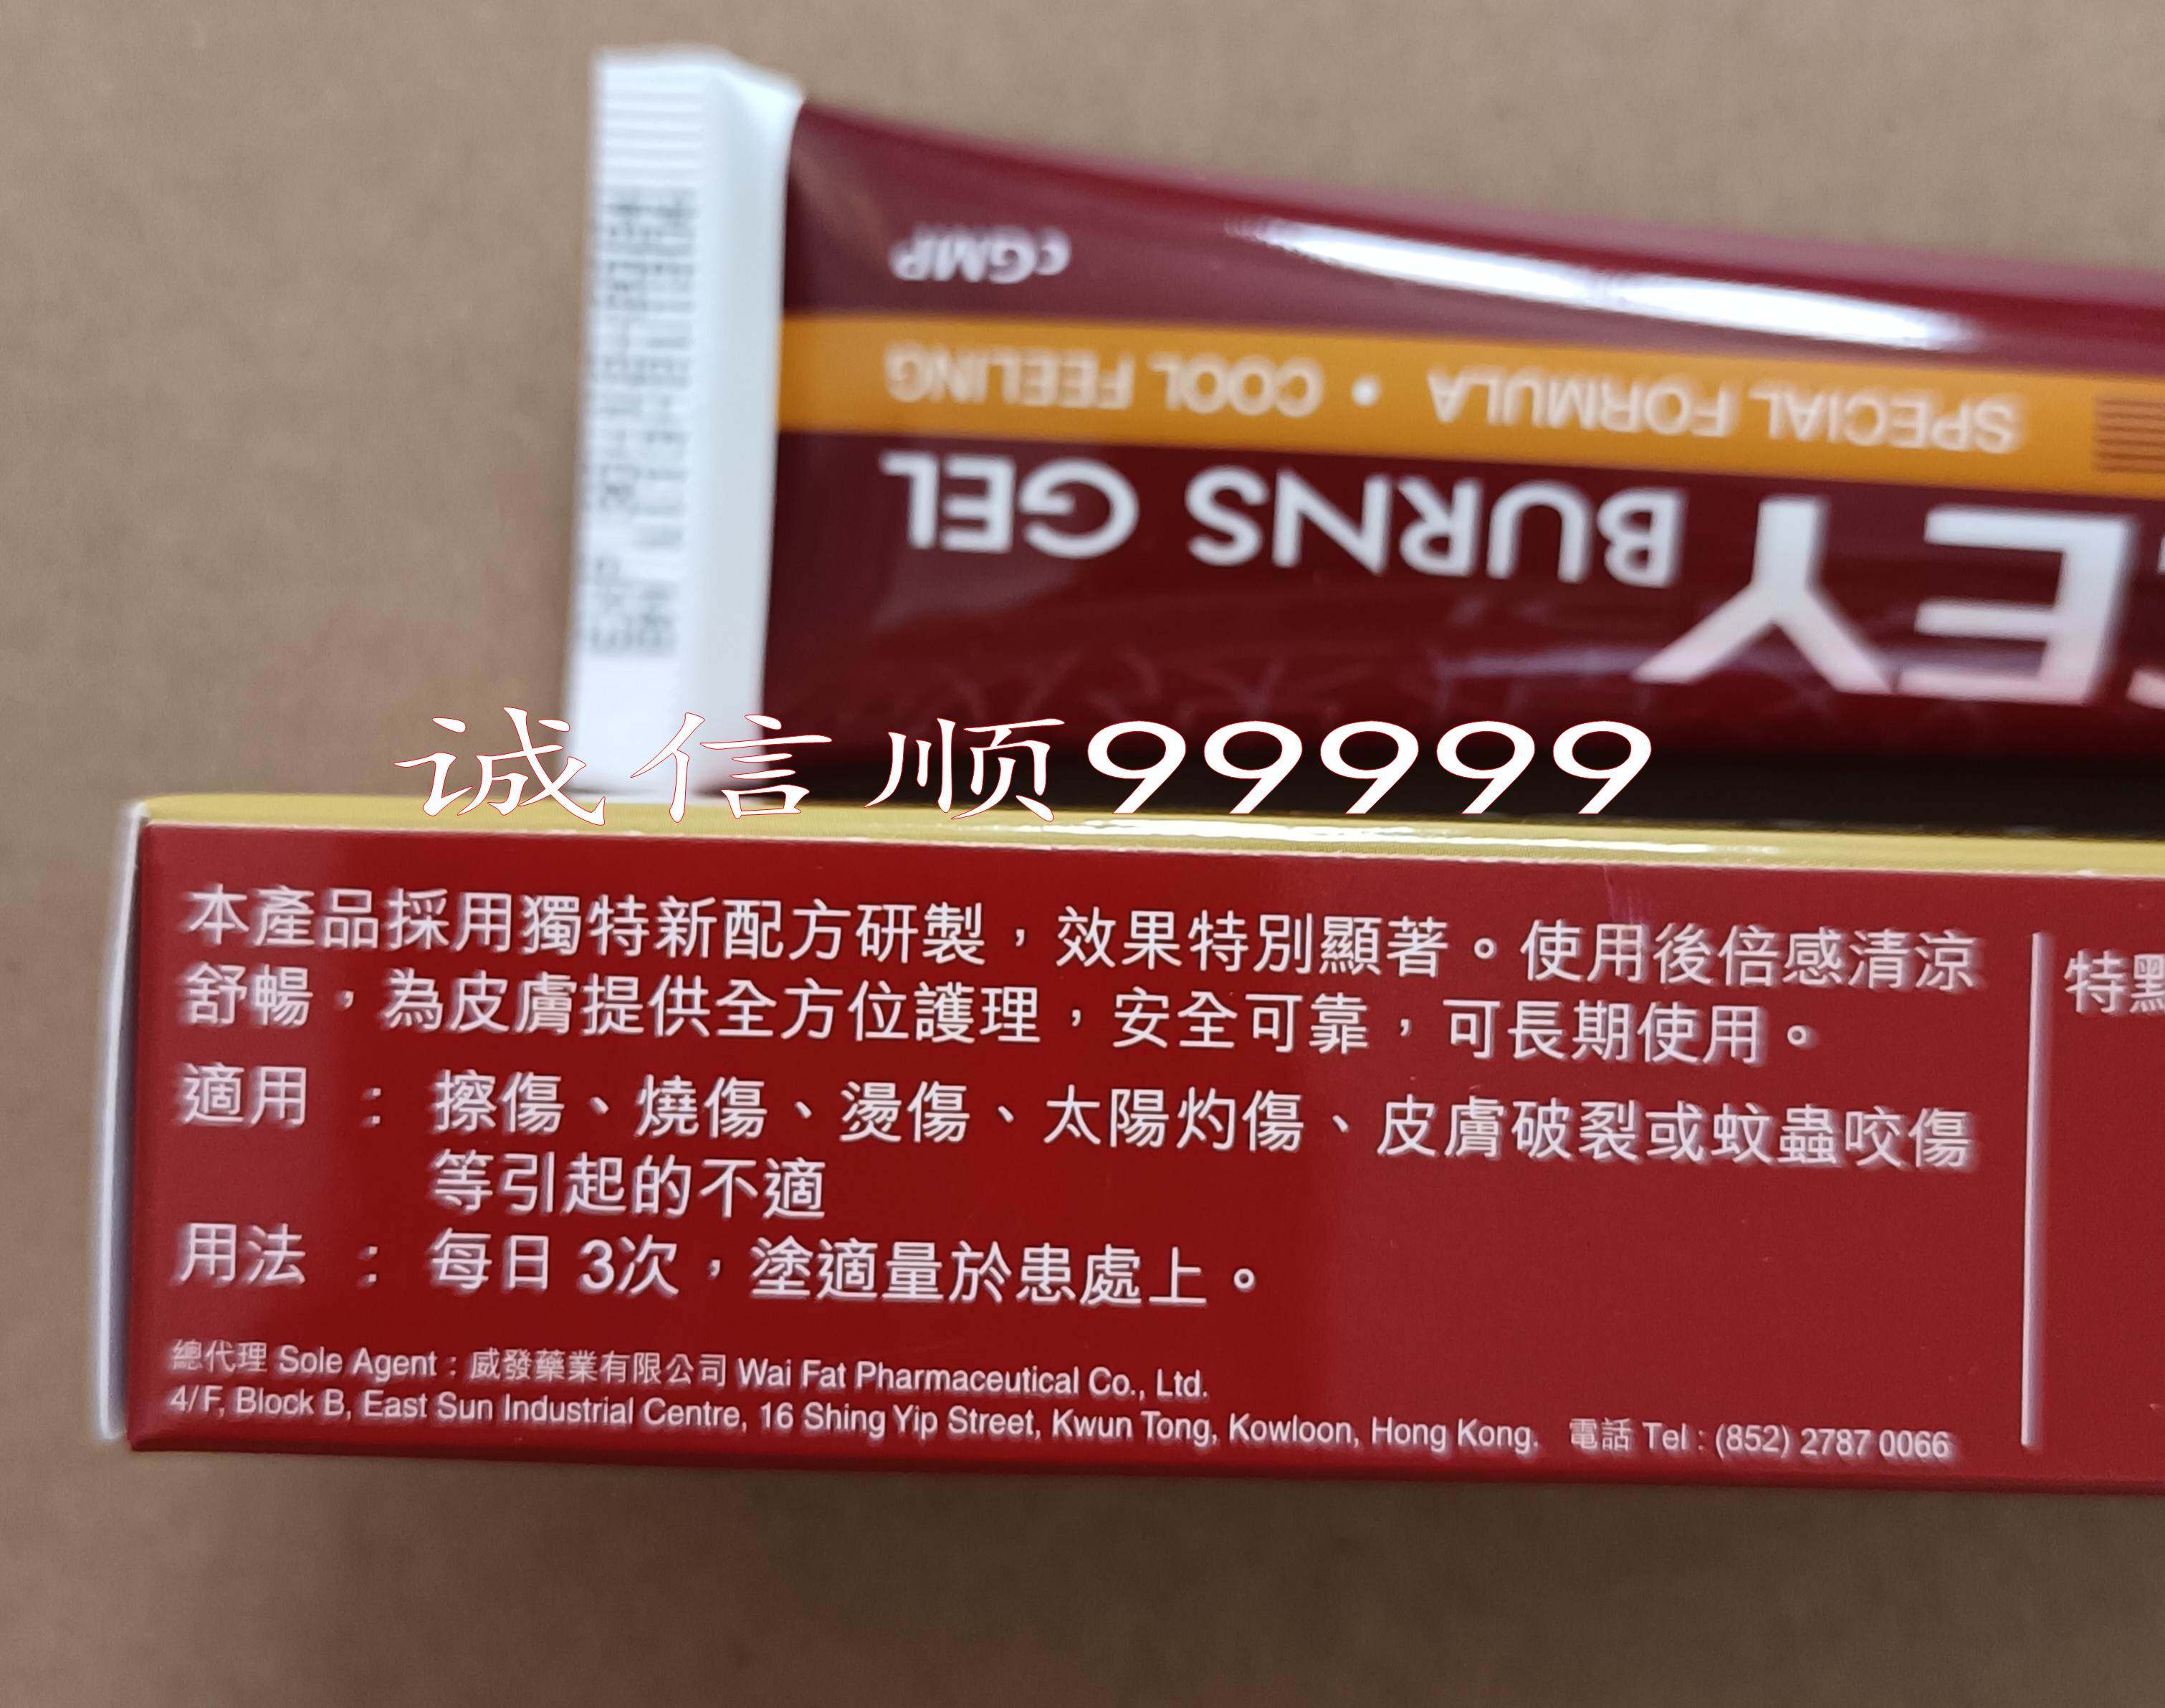 cGMP
SPECIAL FORMULA • COOL FEELING
EY BURNS GEL
诚信顺99999
本產品採用獨特新配方研製，效果特別顯著。使用後倍感清涼
舒暢，為皮膚提供全方位護理，安全可靠，可長期使用。
適用 : 擦傷、燒傷、燙傷、太陽灼傷、皮膚破裂或蚊蟲咬傷
等引起的不適
用法 : 每日 3次，塗適量於患處上。
總代理 Sole Agent : 威發藥業有限公司 Wai Fat Pharmaceutical Co., Ltd.
4/F, Block B, East Sun Industrial Centre, 16 Shing Yip Street, Kwun Tong, Kowloon, Hong Kong. 電話 Tel : (852) 2787 0066
特點